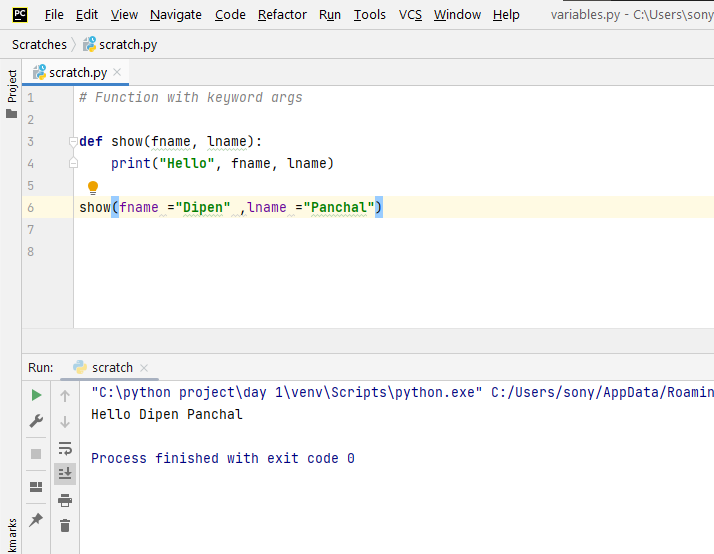 PC File Edit View Navigate Code Refactor Run Tools VCS Window Help variables.py - C:\Users\sony
Scratches scratch.py
Project
scratch.py
1 # Function with keyword args
2
3 def show(fname, lname):
4 print("Hello", fname, lname)
5
6 show(fname ="Dipen" ,lname ="Panchal")
7
8
Run: scratch
"C:\python project\day 1\venv\Scripts\python.exe" C:/Users/sony/AppData/Roamin
Hello Dipen Panchal
Process finished with exit code 0
kmarks